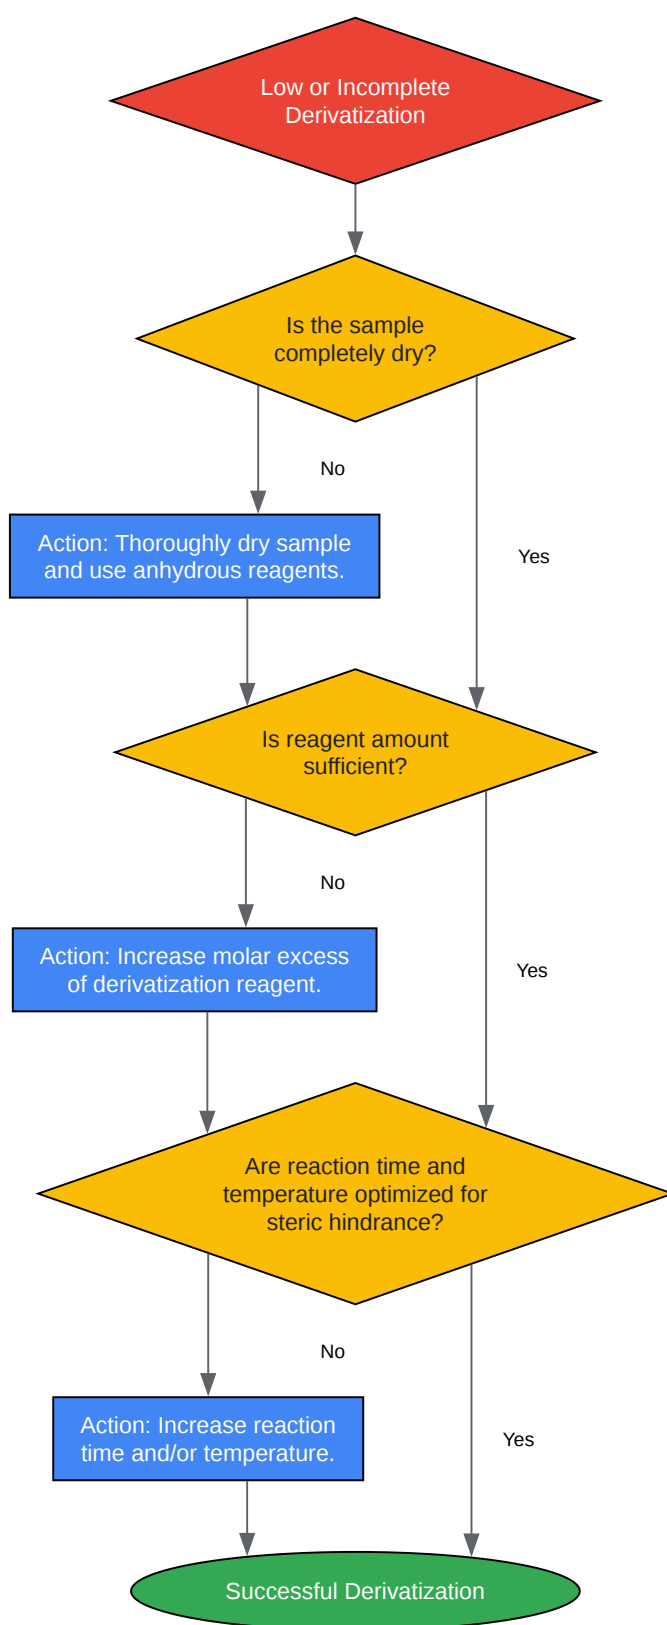 Low or Incomplete
Derivatization
Is the sample
completely dry?
No
Action: Thoroughly dry sample
and use anhydrous reagents.
Yes
Is reagent amount
sufficient?
No
Action: Increase molar excess
of derivatization reagent.
Yes
Are reaction time and
temperature optimized for
steric hindrance?
No
Action: Increase reaction
time and/or temperature.
Yes
Successful Derivatization